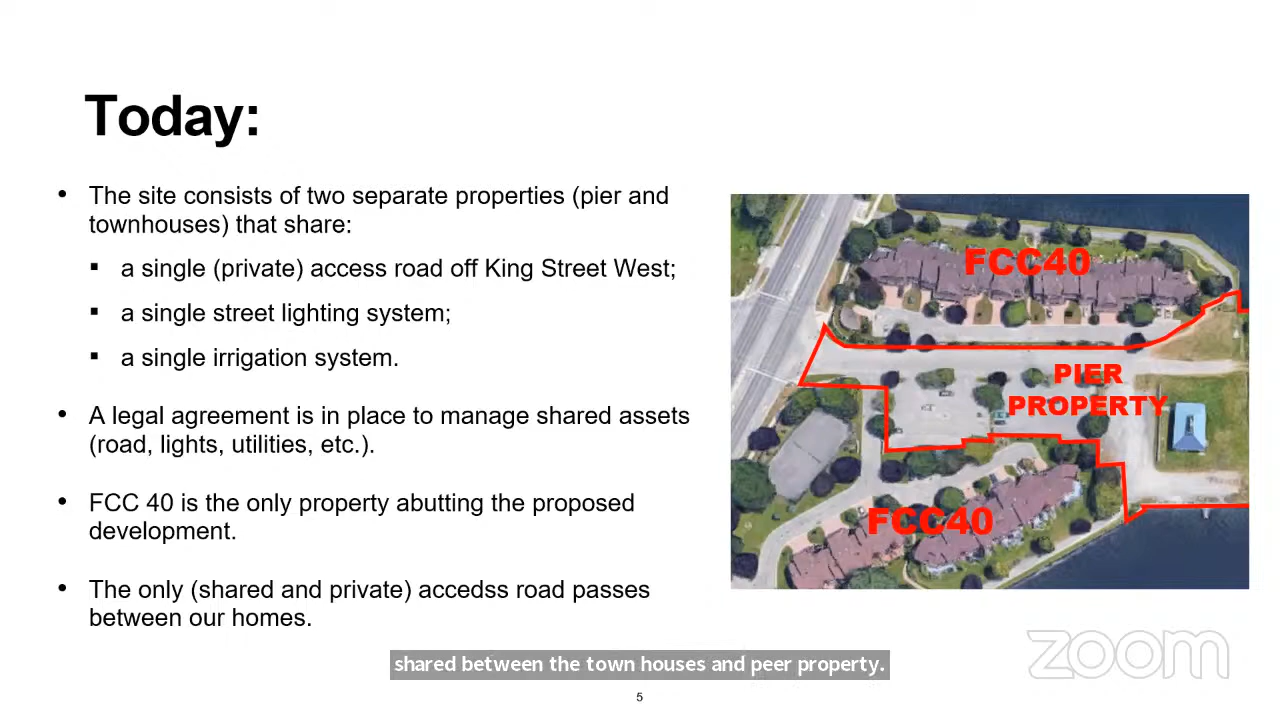 Today:
• The site consists of two separate properties (pier and
townhouses) that share:
▪ a single (private) access road off King Street West;
▪ a single street lighting system;
▪ a single irrigation system.
• A legal agreement is in place to manage shared assets
(road, lights, utilities, etc.).
• FCC 40 is the only property abutting the proposed
development.
• The only (shared and private) accedss road passes
between our homes.
FCC40
PIER
PROPERTY
FCC40
shared between the town houses and peer property.
zoom
5